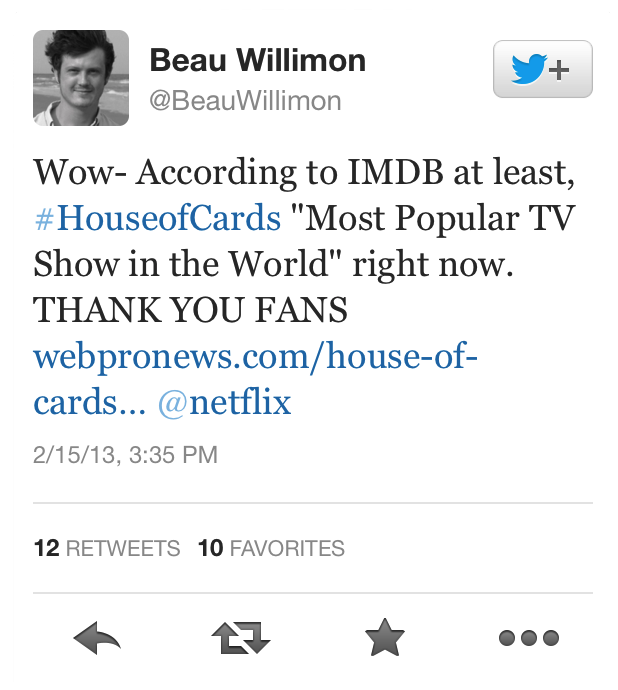 Beau Willimon
@BeauWillimon
Wow- According to IMDB at least,
#HouseofCards "Most Popular TV
Show in the World" right now.
THANK YOU FANS
webpronews.com/house-of-
cards... @netflix
2/15/13, 3:35 PM
12 RETWEETS 10 FAVORITES